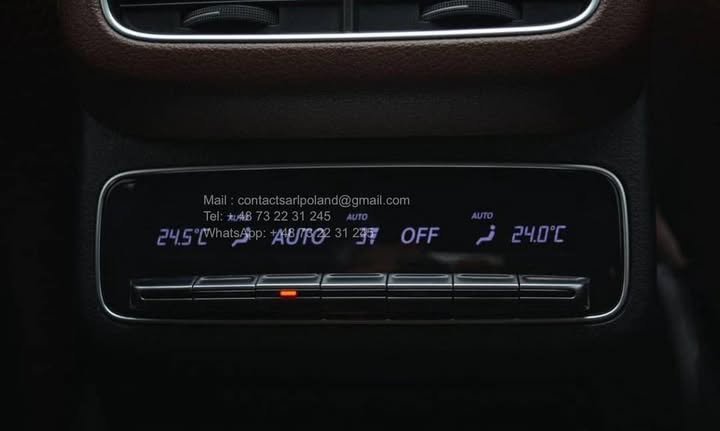 Mail : contactsarlpoland@gmail.com
Tel: + 48 73 22 31 245
WhatsApp: + 48 73 22 31 245
AUTO AUTO AUTO
24.5°C AUTO OFF 24.0°C